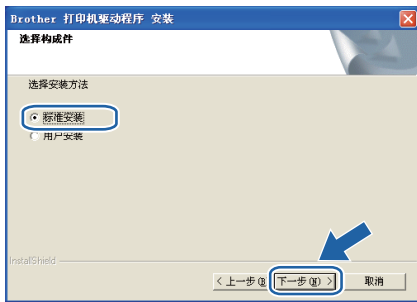 Brother 打印机驱动程序 安装
选择构成件
选择安装方法
标准安装
用户安装
InstallShield
< 上一步(B) 下一步(N) > 取消